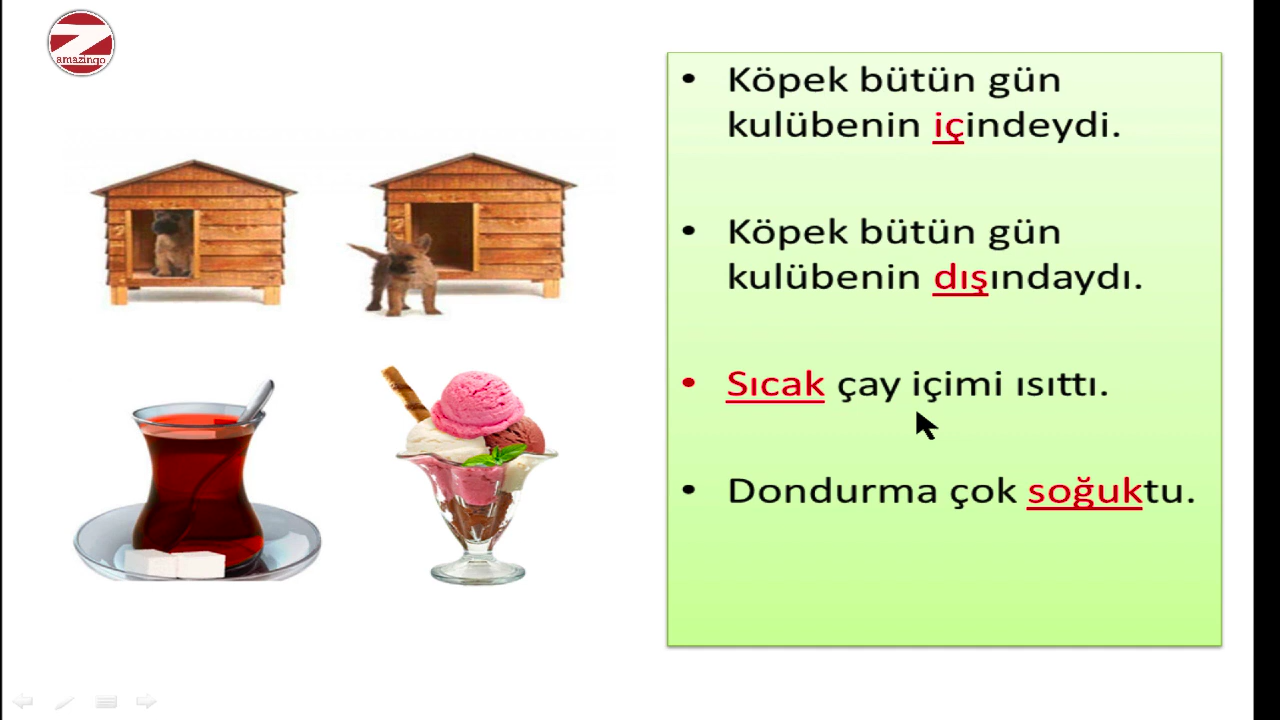 amazingo
• Köpek bütün gün
kulübenin içindeydi.
• Köpek bütün gün
kulübenin dışındaydı.
• Sıcak çay içimi ısıttı.
• Dondurma çok soğuktu.